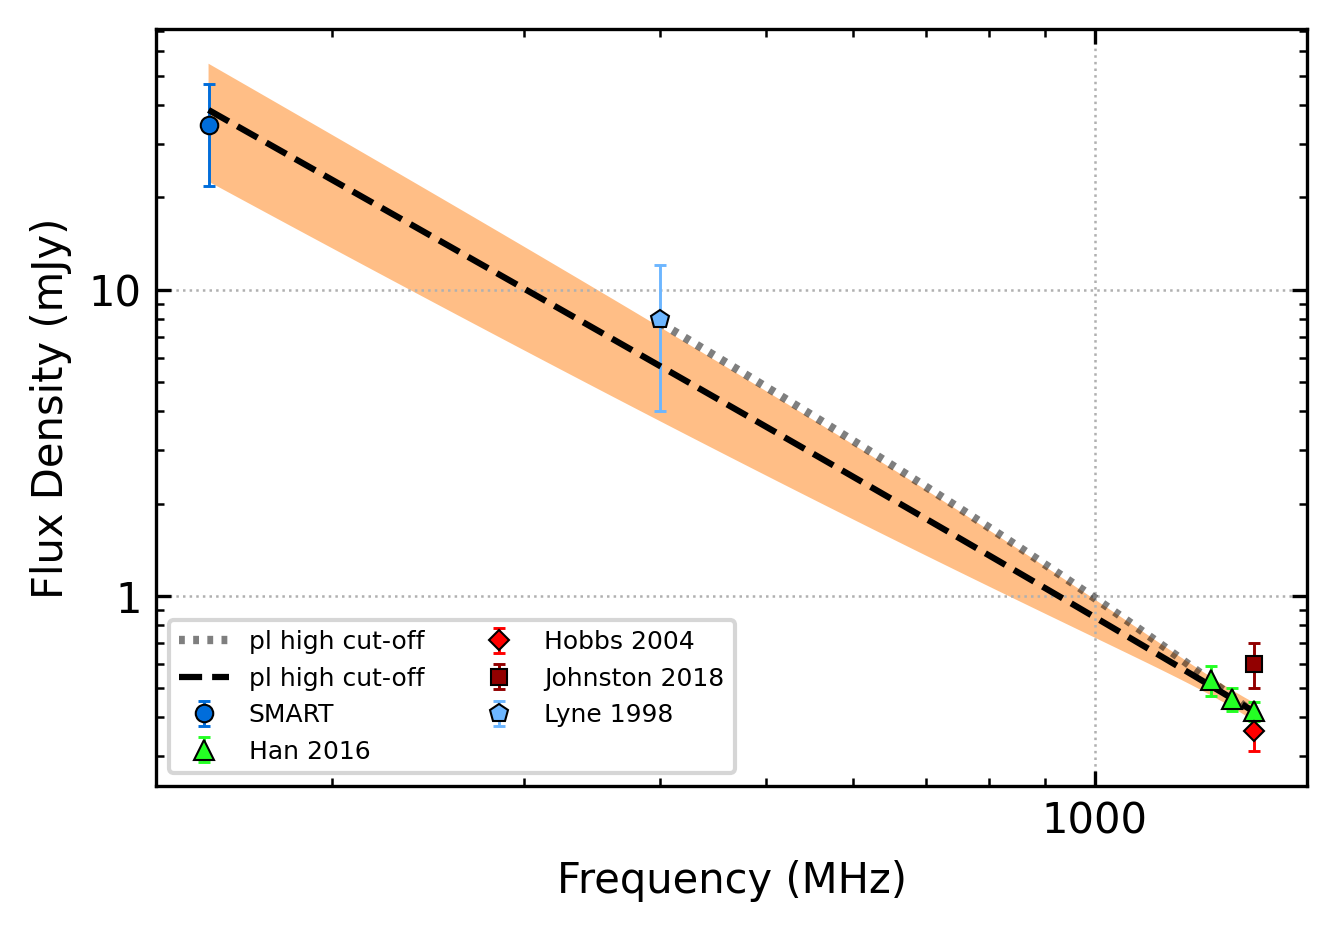 Flux Density (mJy)
10
1
pl high cut-off
pl high cut-off
SMART
Han 2016
Hobbs 2004
Johnston 2018
Lyne 1998
1000
Frequency (MHz)